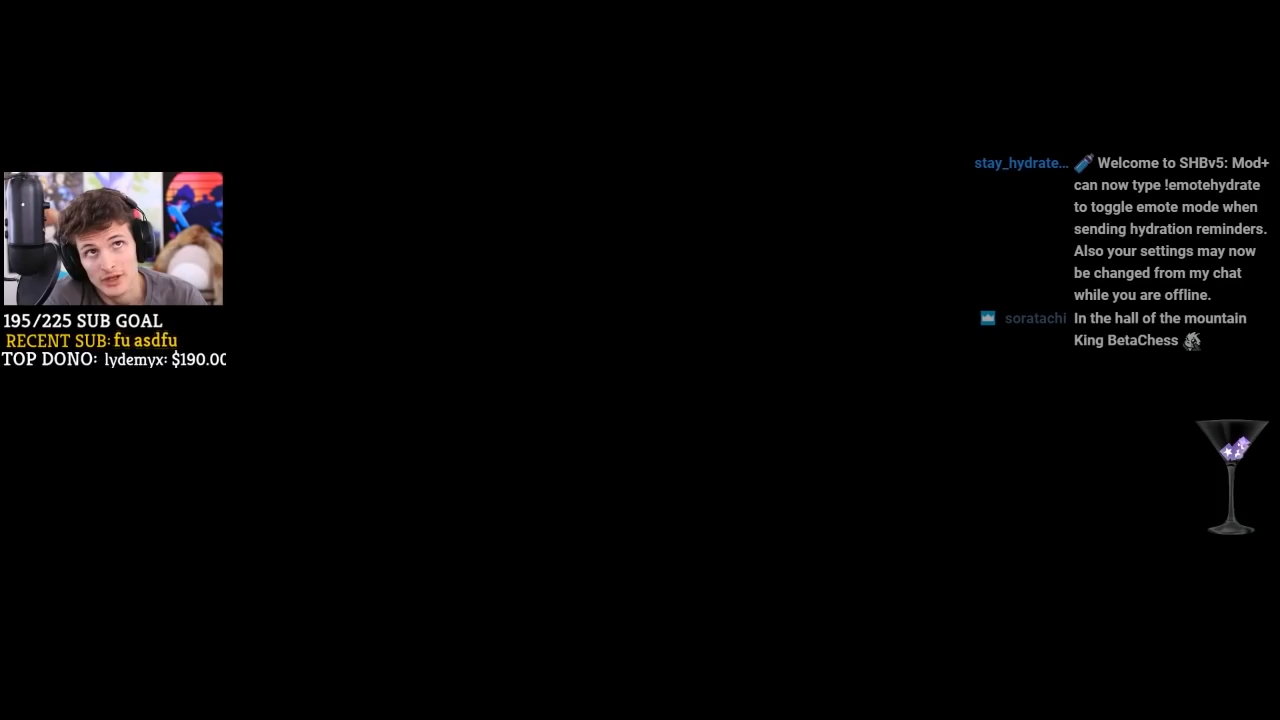 195/225 SUB GOAL
RECENT SUB: fu asdfu
TOP DONO: lydemyx: $190.00
stay_hydrate… Welcome to SHBv5: Mod+
can now type !emotehydrate
to toggle emote mode when
sending hydration reminders.
Also your settings may now
be changed from my chat
while you are offline.
soratachi In the hall of the mountain
King BetaChess